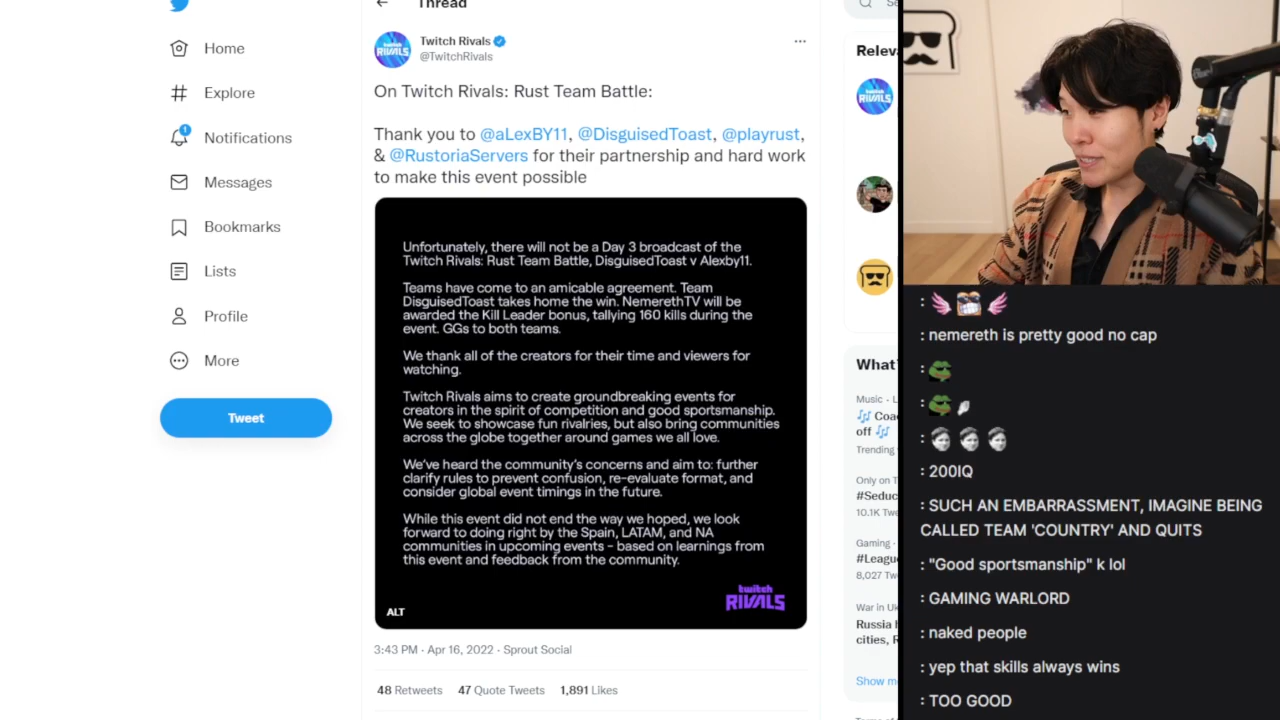 Thread
Home
Explore
Notifications
1
Messages
Bookmarks
Lists
Profile
More
Tweet
Twitch Rivals
@TwitchRivals
On Twitch Rivals: Rust Team Battle:
Thank you to @aLexBY11, @DisguisedToast, @playrust,
& @RustoriaServers for their partnership and hard work
to make this event possible
Unfortunately, there will not be a Day 3 broadcast of the
Twitch Rivals: Rust Team Battle, DisguisedToast v Alexby11.
Teams have come to an amicable agreement. Team
DisguisedToast takes home the win. NemerethTV will be
awarded the Kill Leader bonus, tallying 160 kills during the
event. GGs to both teams.
We thank all of the creators for their time and viewers for
watching.
Twitch Rivals aims to create groundbreaking events for
creators in the spirit of competition and good sportsmanship.
We seek to showcase fun rivalries, but also bring communities
across the globe together around games we all love.
We've heard the community's concerns and aim to: further
clarify rules to prevent confusion, re-evaluate format, and
consider global event timings in the future.
While this event did not end the way we hoped, we look
forward to doing right by the Spain, LATAM, and NA
communities in upcoming events – based on learnings from
this event and feedback from the community.
twitch
RIVALS
ALT
3:43 PM · Apr 16, 2022 · Sprout Social
48 Retweets 47 Quote Tweets 1,891 Likes
RIVALS
What'
Music ·
off
Trending
Only on T
#Seduc
10.1K Twe
Gaming ·
#Leagu
8,027 Twe
War in Uk
Russia
cities, R
Show
: nemereth is pretty good no cap
:
:
:
: 200IQ
: SUCH AN EMBARRASSMENT, IMAGINE BEING
CALLED TEAM 'COUNTRY' AND QUITS
: "Good sportsmanship" k lol
: GAMING WARLORD
: naked people
: yep that skills always wins
: TOO GOOD